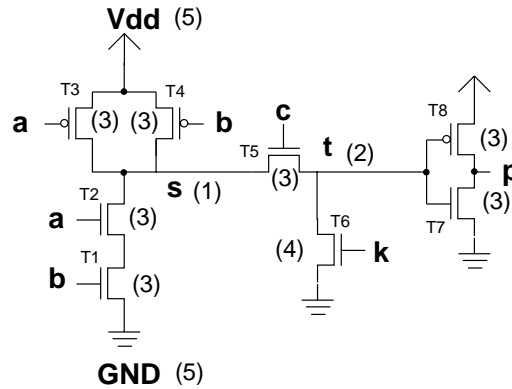 Vdd (5)
T3 T4 T8
a (3) (3) b c (3)
T5 t (2) p
s (1) (3) (3)
T2 T7
a (3) T6
(4) k
T1
b (3)
GND (5)